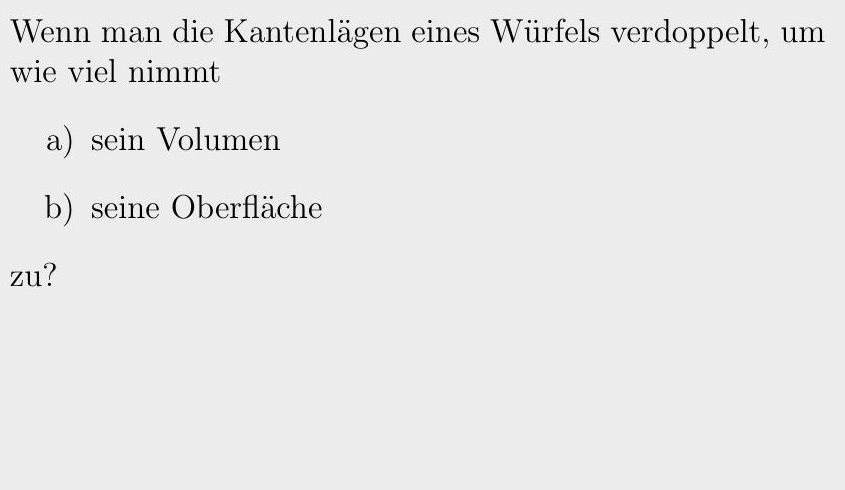 Wenn man die Kantenlägen eines Würfels verdoppelt, um
wie viel nimmt
a) sein Volumen
b) seine Oberfläche
zu?